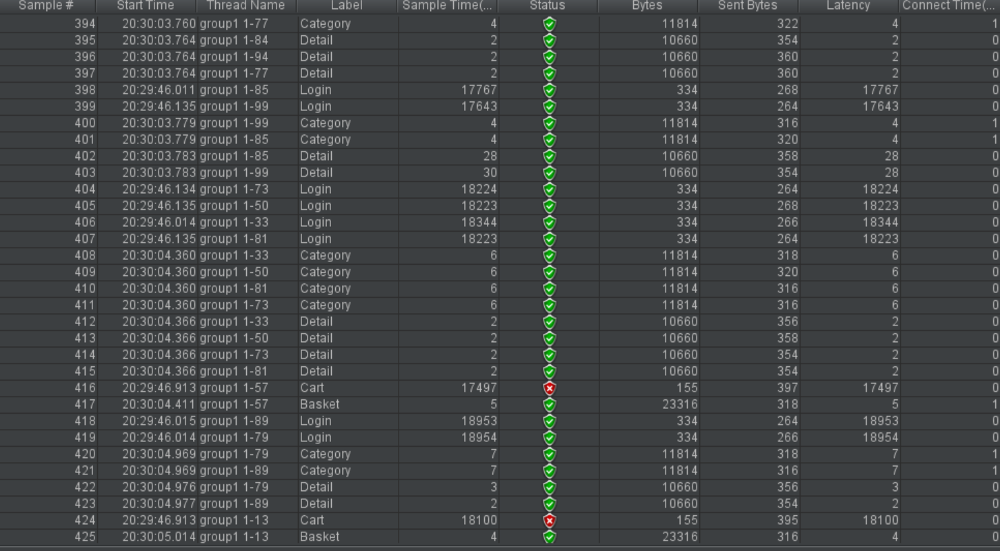 Sample # Start Time Thread Name Label Sample Time(... Status Bytes Sent Bytes Latency Connect Time(...
394 20:30:03.760 group1 1-77 Category 4 11814 322 4 1
395 20:30:03.764 group1 1-84 Detail 2 10660 354 2 0
396 20:30:03.764 group1 1-94 Detail 2 10660 360 2 0
397 20:30:03.764 group1 1-77 Detail 2 10660 360 2 0
398 20:29:46.011 group1 1-85 Login 17767 334 268 17767 0
399 20:29:46.135 group1 1-99 Login 17643 334 264 17643 0
400 20:30:03.779 group1 1-99 Category 4 11814 316 4 1
401 20:30:03.779 group1 1-85 Category 4 11814 320 4 1
402 20:30:03.783 group1 1-85 Detail 28 10660 358 28 0
403 20:30:03.783 group1 1-99 Detail 30 10660 354 28 0
404 20:29:46.134 group1 1-73 Login 18224 334 264 18224 0
405 20:29:46.135 group1 1-50 Login 18223 334 268 18223 0
406 20:29:46.014 group1 1-33 Login 18344 334 266 18344 0
407 20:29:46.135 group1 1-81 Login 18223 334 264 18223 0
408 20:30:04.360 group1 1-33 Category 6 11814 318 6 0
409 20:30:04.360 group1 1-50 Category 6 11814 320 6 0
410 20:30:04.360 group1 1-81 Category 6 11814 316 6 0
411 20:30:04.360 group1 1-73 Category 6 11814 316 6 0
412 20:30:04.366 group1 1-33 Detail 2 10660 356 2 0
413 20:30:04.366 group1 1-50 Detail 2 10660 358 2 0
414 20:30:04.366 group1 1-73 Detail 2 10660 354 2 0
415 20:30:04.366 group1 1-81 Detail 2 10660 354 2 0
416 20:29:46.913 group1 1-57 Cart 17497 155 397 17497 0
417 20:30:04.411 group1 1-57 Basket 5 23316 318 5 1
418 20:29:46.015 group1 1-89 Login 18953 334 264 18953 0
419 20:29:46.014 group1 1-79 Login 18954 334 266 18954 0
420 20:30:04.969 group1 1-79 Category 7 11814 318 7 1
421 20:30:04.969 group1 1-89 Category 7 11814 316 7 1
422 20:30:04.976 group1 1-79 Detail 3 10660 356 3 0
423 20:30:04.977 group1 1-89 Detail 2 10660 354 2 0
424 20:29:46.913 group1 1-13 Cart 18100 155 395 18100 0
425 20:30:05.014 group1 1-13 Basket 4 23316 316 4 0